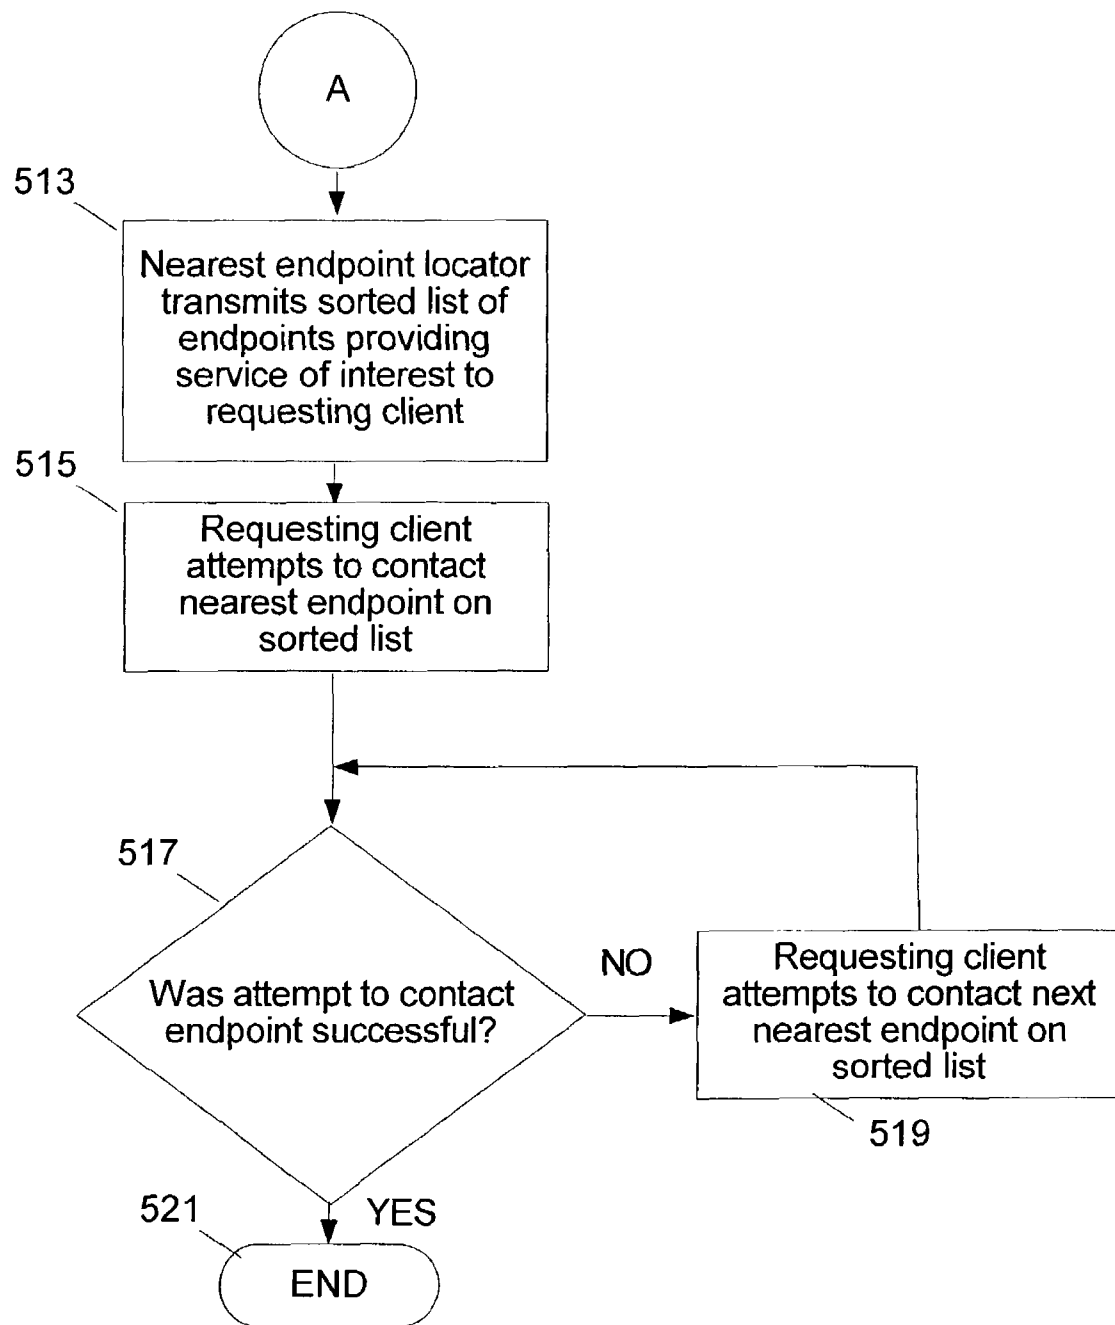 A
513
Nearest endpoint locator
transmits sorted list of
endpoints providing
service of interest to
requesting client
515
Requesting client
attempts to contact
nearest endpoint on
sorted list
517
Was attempt to contact
endpoint successful?
NO
Requesting client
attempts to contact next
nearest endpoint on
sorted list
519
521
YES
END